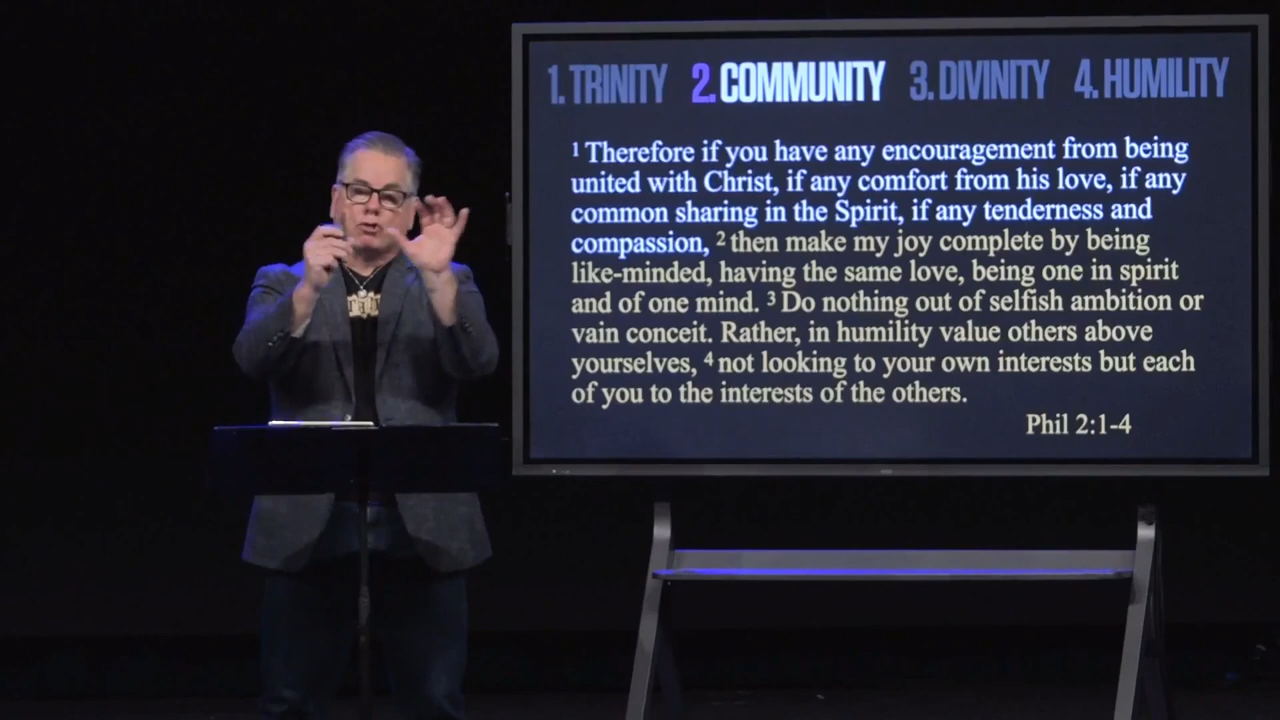 1. TRINITY 2. COMMUNITY 3. DIVINITY 4. HUMILITY
¹ Therefore if you have any encouragement from being
united with Christ, if any comfort from his love, if any
common sharing in the Spirit, if any tenderness and
compassion, ² then make my joy complete by being
like-minded, having the same love, being one in spirit
and of one mind. ³ Do nothing out of selfish ambition or
vain conceit. Rather, in humility value others above
yourselves, ⁴ not looking to your own interests but each
of you to the interests of the others.
Phil 2:1-4